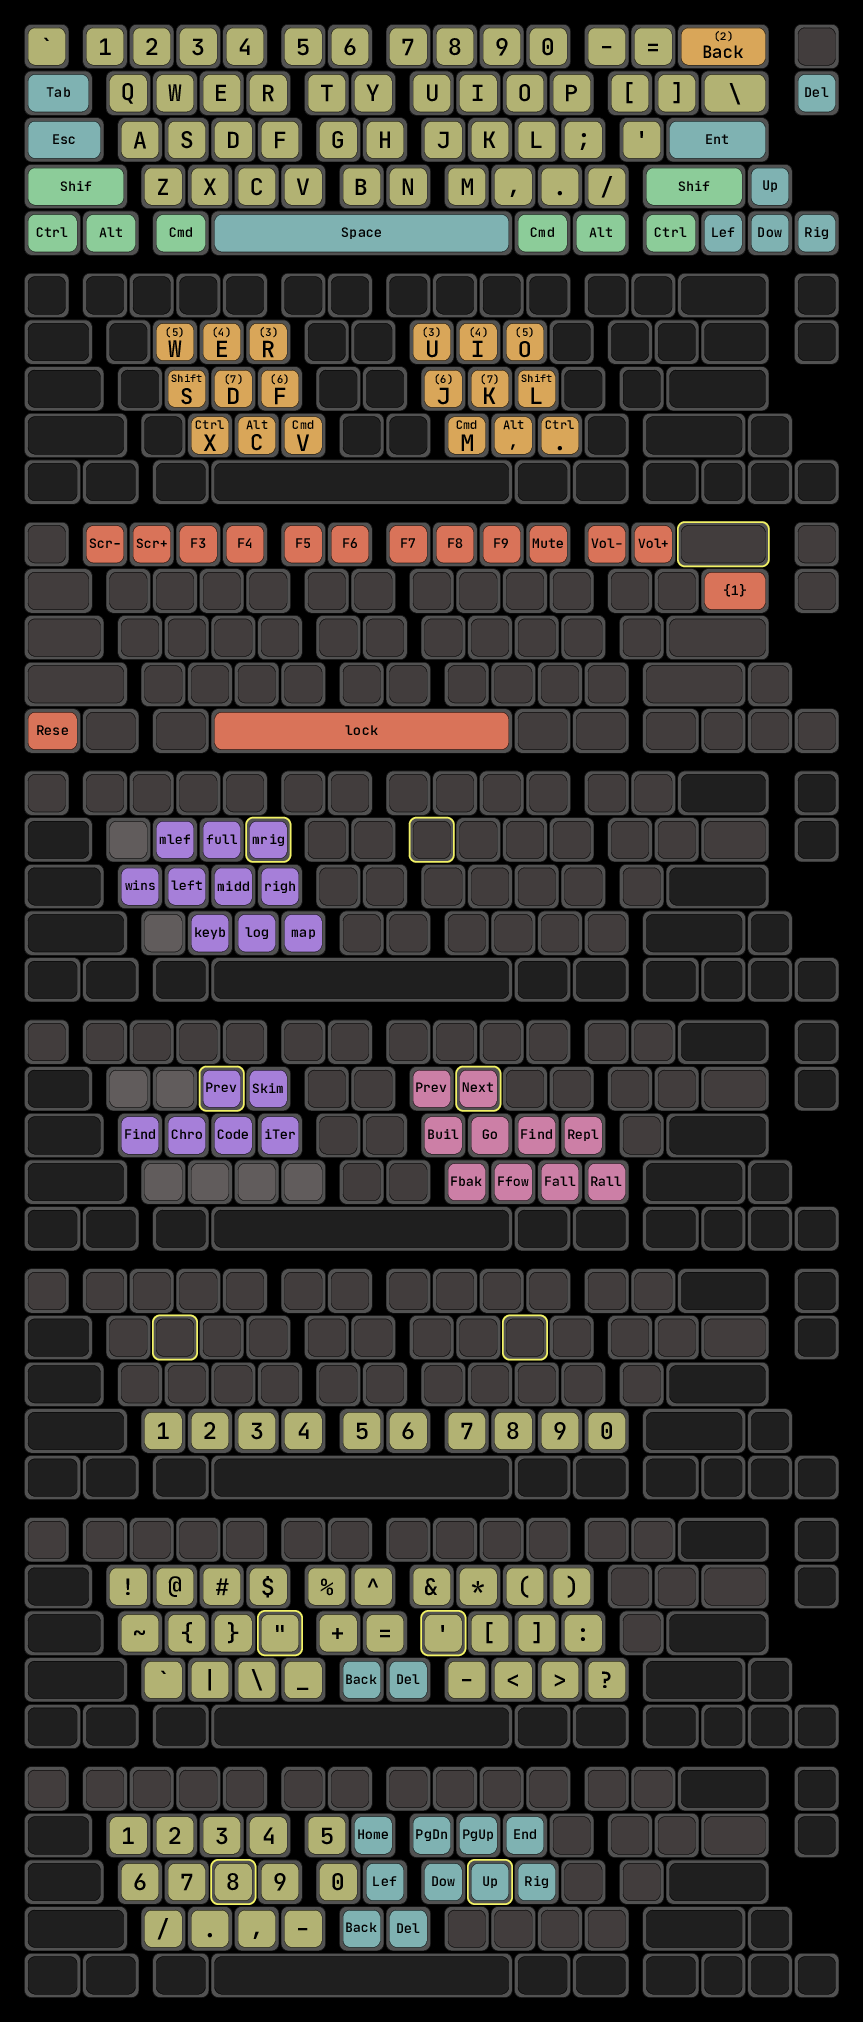 ` 1 2 3 4 5 6 7 8 9 0 - = (2) Back
Tab Q W E R T Y U I O P [ ] \ Del
Esc A S D F G H J K L ; ' Ent
Shif Z X C V B N M , . / Shif Up
Ctrl Alt Cmd Space Cmd Alt Ctrl Lef Dow Rig
(5) W (4) E (3) R (3) U (4) I (5) O
Shift S (7) D (6) F (6) J (7) K Shift L
Ctrl X Alt C Cmd V Cmd M Alt , Ctrl .
Scr- Scr+ F3 F4 F5 F6 F7 F8 F9 Mute Vol- Vol+
{1}
Rese lock
mlef full mrig
wins left midd righ
keyb log map
Prev Skim Prev Next
Find Chro Code iTer Buil Go Find Repl
Fbak Ffow Fall Rall
1 2 3 4 5 6 7 8 9 0
! @ # $ % ^ & * ( )
~ { } " + = ' [ ] :
` | \ _ Back Del - < > ?
1 2 3 4 5 Home PgDn PgUp End
6 7 8 9 0 Lef Dow Up Rig
/ . , - Back Del